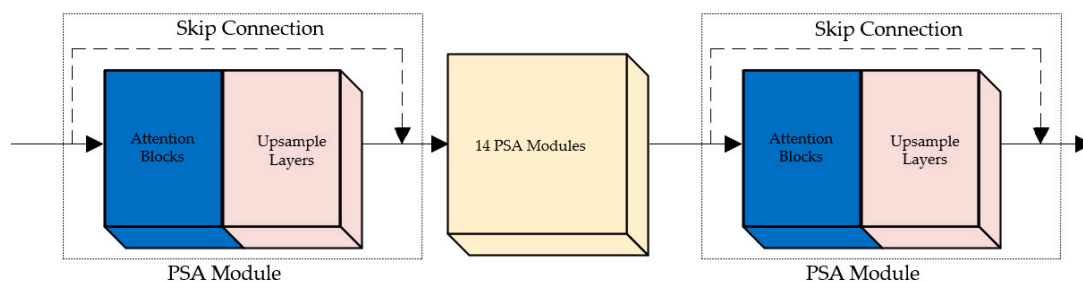 Skip Connection
Attention
Blocks
Upsample
Layers
PSA Module
14 PSA Modules
Skip Connection
Attention
Blocks
Upsample
Layers
PSA Module